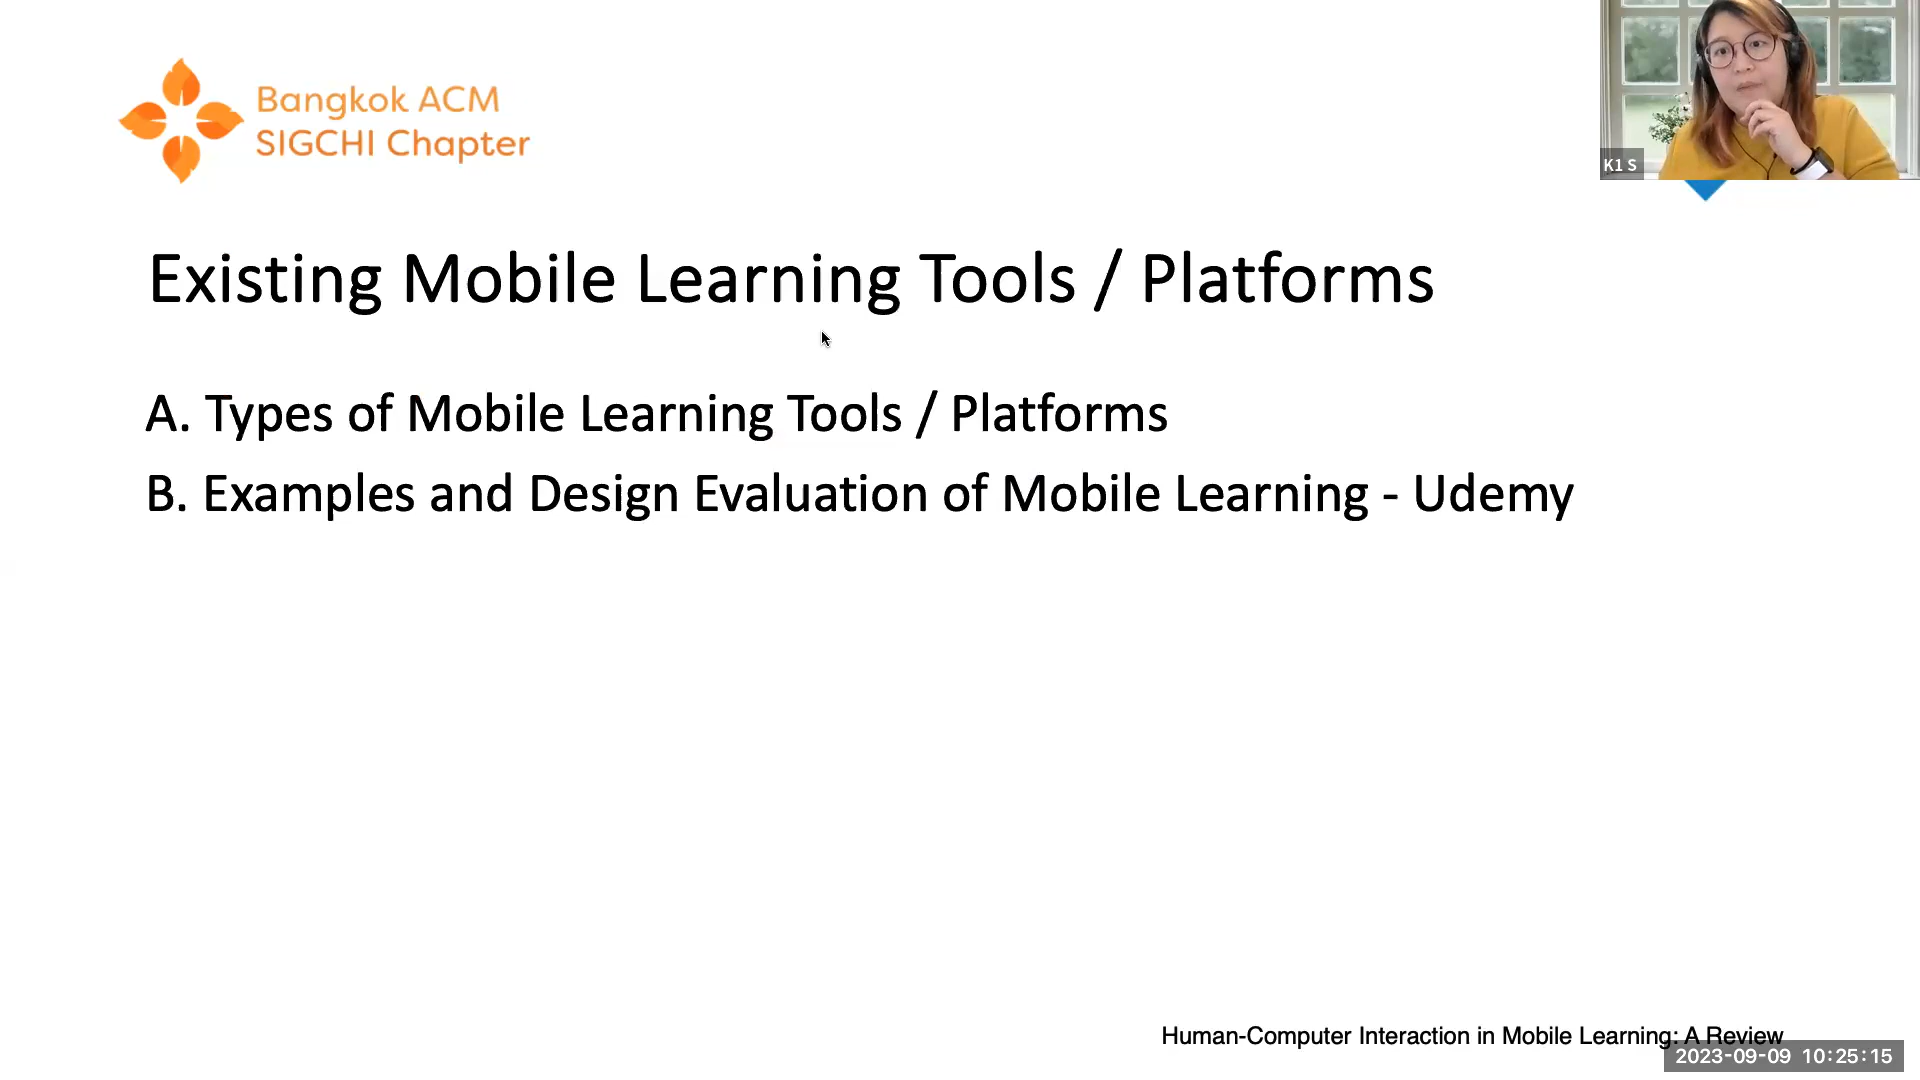 Bangkok ACM
SIGCHI Chapter
K1 S
Existing Mobile Learning Tools / Platforms
A. Types of Mobile Learning Tools / Platforms
B. Examples and Design Evaluation of Mobile Learning - Udemy
Human-Computer Interaction in Mobile Learning: A Review
2023-09-09 10:25:15